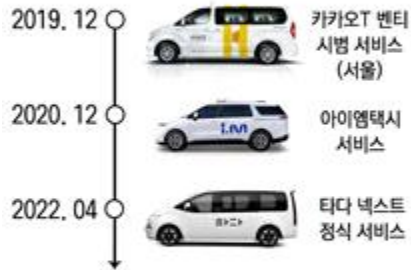 2019. 12
카카오T 벤티
시범 서비스
(서울)
2020. 12
i.M
아이엠택시
서비스
2022. 04
타다 넥스트
정식 서비스